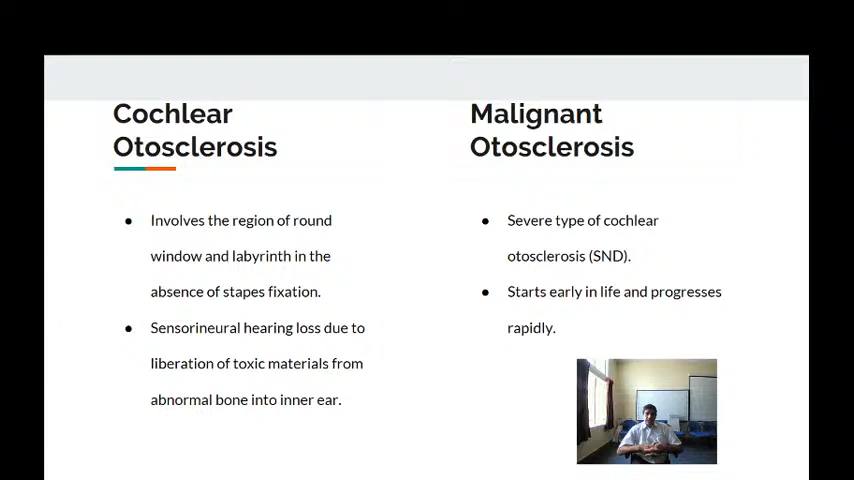 Cochlear
Otosclerosis
● Involves the region of round
window and labyrinth in the
absence of stapes fixation.
● Sensorineural hearing loss due to
liberation of toxic materials from
abnormal bone into inner ear.
Malignant
Otosclerosis
● Severe type of cochlear
otosclerosis (SND).
● Starts early in life and progresses
rapidly.